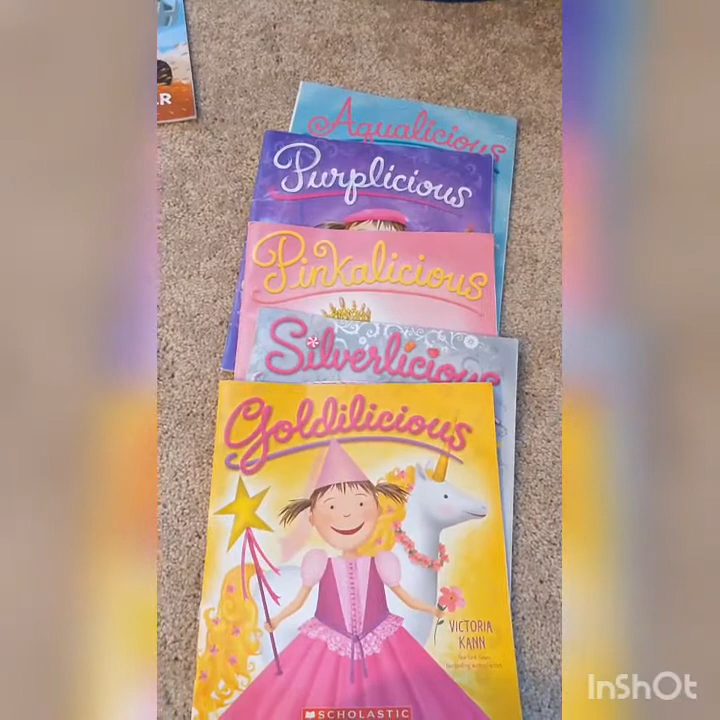 R
Aqualicious
Purplicious
Pinkalicious
Silverlicious
Goldilicious
VICTORIA
KANN
SCHOLASTIC
InShOt